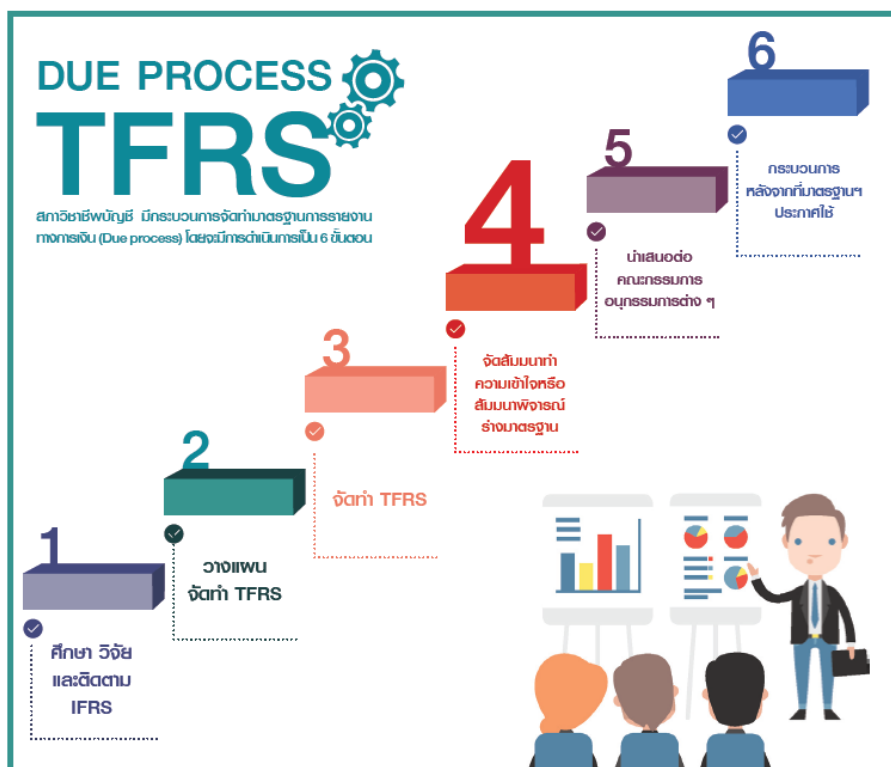 DUE PROCESS
TFRS
สภาวิชาชีพบัญชี มีกระบวนการจัดทำมาตรฐานการรายงาน
ทางการเงิน (Due process) โดยจะมีการดำเนินการเป็น 6 ขั้นตอน
1
ศึกษา วิจัย
และติดตาม
IFRS
2
วางแผน
จัดทำ TFRS
3
จัดทำ TFRS
4
จัดสัมมนาทำ
ความเข้าใจหรือ
สัมมนาพิจารณ์
ร่างมาตรฐาน
5
นำเสนอต่อ
คณะกรรมการ
อนุกรรมการต่าง ๆ
6
กระบวนการ
หลังจากที่มาตรฐานฯ
ประกาศใช้